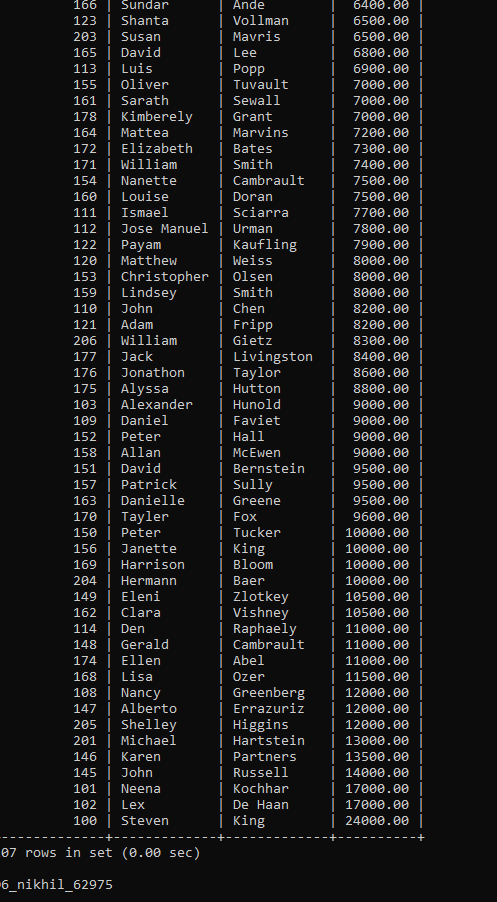 166 | Sundar | Ande | 6400.00 |
123 | Shanta | Vollman | 6500.00 |
203 | Susan | Mavris | 6500.00 |
165 | David | Lee | 6800.00 |
113 | Luis | Popp | 6900.00 |
155 | Oliver | Tuvault | 7000.00 |
161 | Sarath | Sewall | 7000.00 |
178 | Kimberely | Grant | 7000.00 |
164 | Mattea | Marvins | 7200.00 |
172 | Elizabeth | Bates | 7300.00 |
171 | William | Smith | 7400.00 |
154 | Nanette | Cambrault | 7500.00 |
160 | Louise | Doran | 7500.00 |
111 | Ismael | Sciarra | 7700.00 |
112 | Jose Manuel | Urman | 7800.00 |
122 | Payam | Kaufling | 7900.00 |
120 | Matthew | Weiss | 8000.00 |
153 | Christopher | Olsen | 8000.00 |
159 | Lindsey | Smith | 8000.00 |
110 | John | Chen | 8200.00 |
121 | Adam | Fripp | 8200.00 |
206 | William | Gietz | 8300.00 |
177 | Jack | Livingston | 8400.00 |
176 | Jonathon | Taylor | 8600.00 |
175 | Alyssa | Hutton | 8800.00 |
103 | Alexander | Hunold | 9000.00 |
109 | Daniel | Faviet | 9000.00 |
152 | Peter | Hall | 9000.00 |
158 | Allan | McEwen | 9000.00 |
151 | David | Bernstein | 9500.00 |
157 | Patrick | Sully | 9500.00 |
163 | Danielle | Greene | 9500.00 |
170 | Tayler | Fox | 9600.00 |
150 | Peter | Tucker | 10000.00 |
156 | Janette | King | 10000.00 |
169 | Harrison | Bloom | 10000.00 |
204 | Hermann | Baer | 10000.00 |
149 | Eleni | Zlotkey | 10500.00 |
162 | Clara | Vishney | 10500.00 |
114 | Den | Raphaely | 11000.00 |
148 | Gerald | Cambrault | 11000.00 |
174 | Ellen | Abel | 11000.00 |
168 | Lisa | Ozer | 11500.00 |
108 | Nancy | Greenberg | 12000.00 |
147 | Alberto | Errazuriz | 12000.00 |
205 | Shelley | Higgins | 12000.00 |
201 | Michael | Hartstein | 13000.00 |
146 | Karen | Partners | 13500.00 |
145 | John | Russell | 14000.00 |
101 | Neena | Kochhar | 17000.00 |
102 | Lex | De Haan | 17000.00 |
100 | Steven | King | 24000.00 |
-------------+-------------+-------------+----------+
07 rows in set (0.00 sec)
6_nikhil_62975